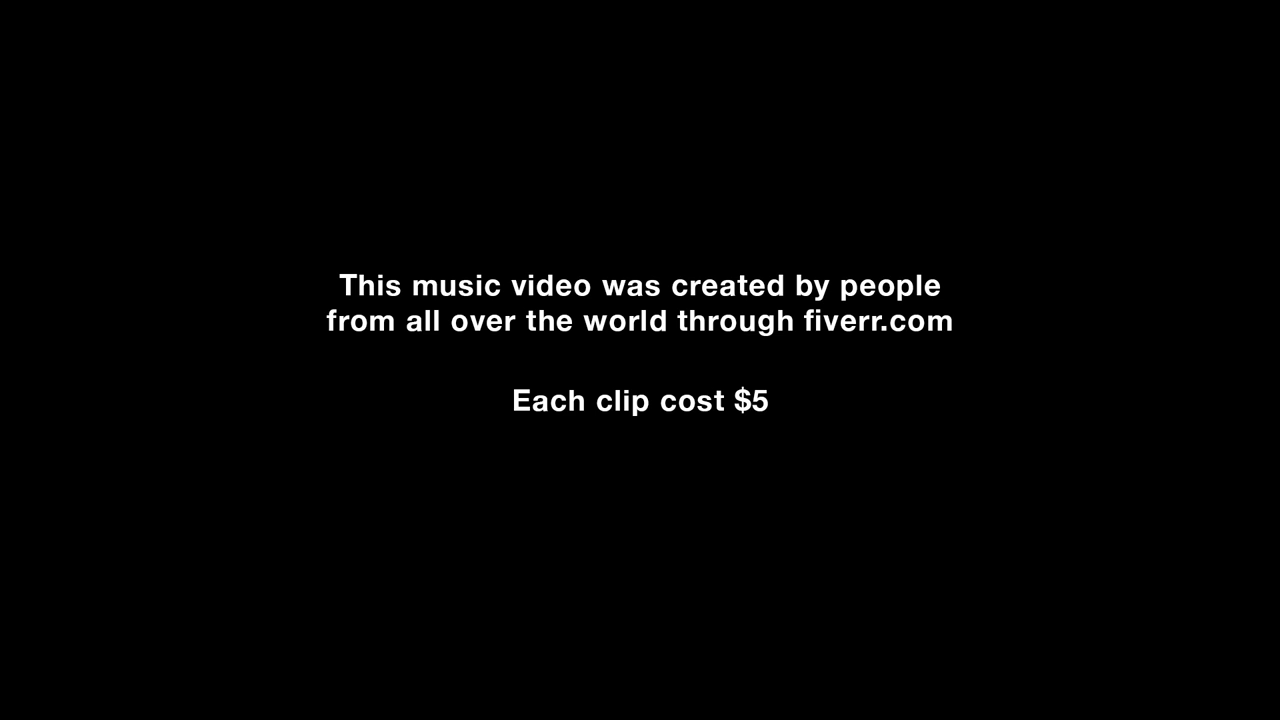 This music video was created by people
from all over the world through fiverr.com
Each clip cost $5